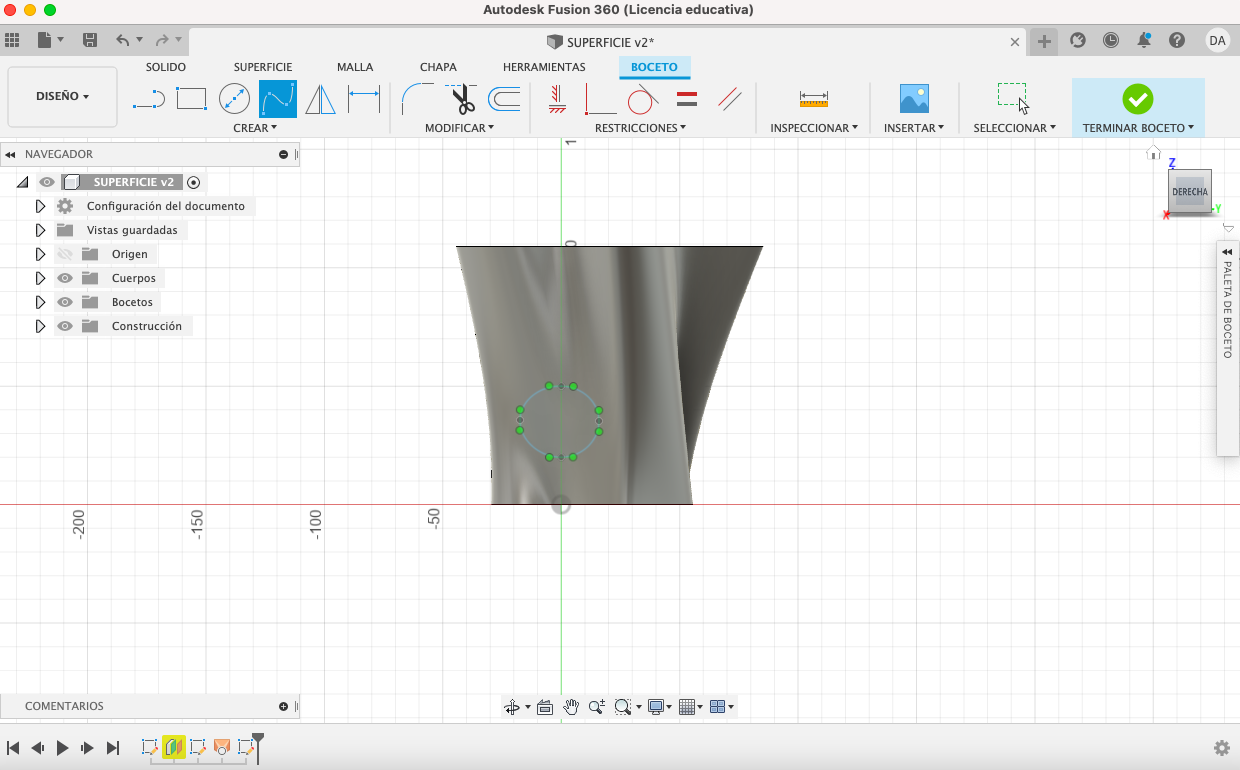 Autodesk Fusion 360 (Licencia educativa)
SUPERFICIE v2*
DA
DISEÑO
SOLIDO
SUPERFICIE
MALLA
CHAPA
HERRAMIENTAS
BOCETO
CREAR
MODIFICAR
RESTRICCIONES
INSPECCIONAR
INSERTAR
SELECCIONAR
TERMINAR BOCETO
NAVEGADOR
SUPERFICIE v2
Configuración del documento
Vistas guardadas
Origen
Cuerpos
Bocetos
Construcción
Z
DERECHA
X
Y
PALETA DE BOCETO
-200
-150
-100
-50
COMENTARIOS